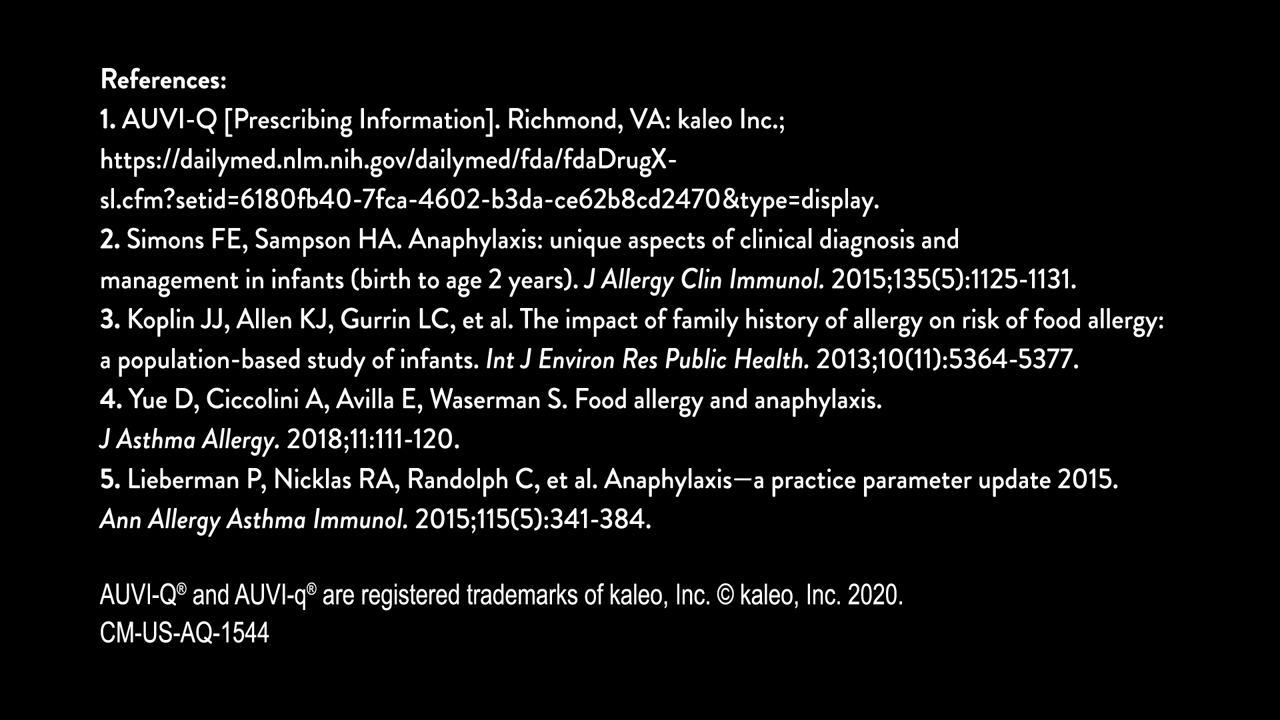 References:
1. AUVI-Q [Prescribing Information]. Richmond, VA: kaleo Inc.;
https://dailymed.nlm.nih.gov/dailymed/fda/fdaDrugX-
sl.cfm?setid=6180fb40-7fca-4602-b3da-ce62b8cd2470&type=display.
2. Simons FE, Sampson HA. Anaphylaxis: unique aspects of clinical diagnosis and
management in infants (birth to age 2 years). J Allergy Clin Immunol. 2015;135(5):1125-1131.
3. Koplin JJ, Allen KJ, Gurrin LC, et al. The impact of family history of allergy on risk of food allergy:
a population-based study of infants. Int J Environ Res Public Health. 2013;10(11):5364-5377.
4. Yue D, Ciccolini A, Avilla E, Waserman S. Food allergy and anaphylaxis.
J Asthma Allergy. 2018;11:111-120.
5. Lieberman P, Nicklas RA, Randolph C, et al. Anaphylaxis—a practice parameter update 2015.
Ann Allergy Asthma Immunol. 2015;115(5):341-384.
AUVI-Q® and AUVI-q® are registered trademarks of kaleo, Inc. © kaleo, Inc. 2020.
CM-US-AQ-1544